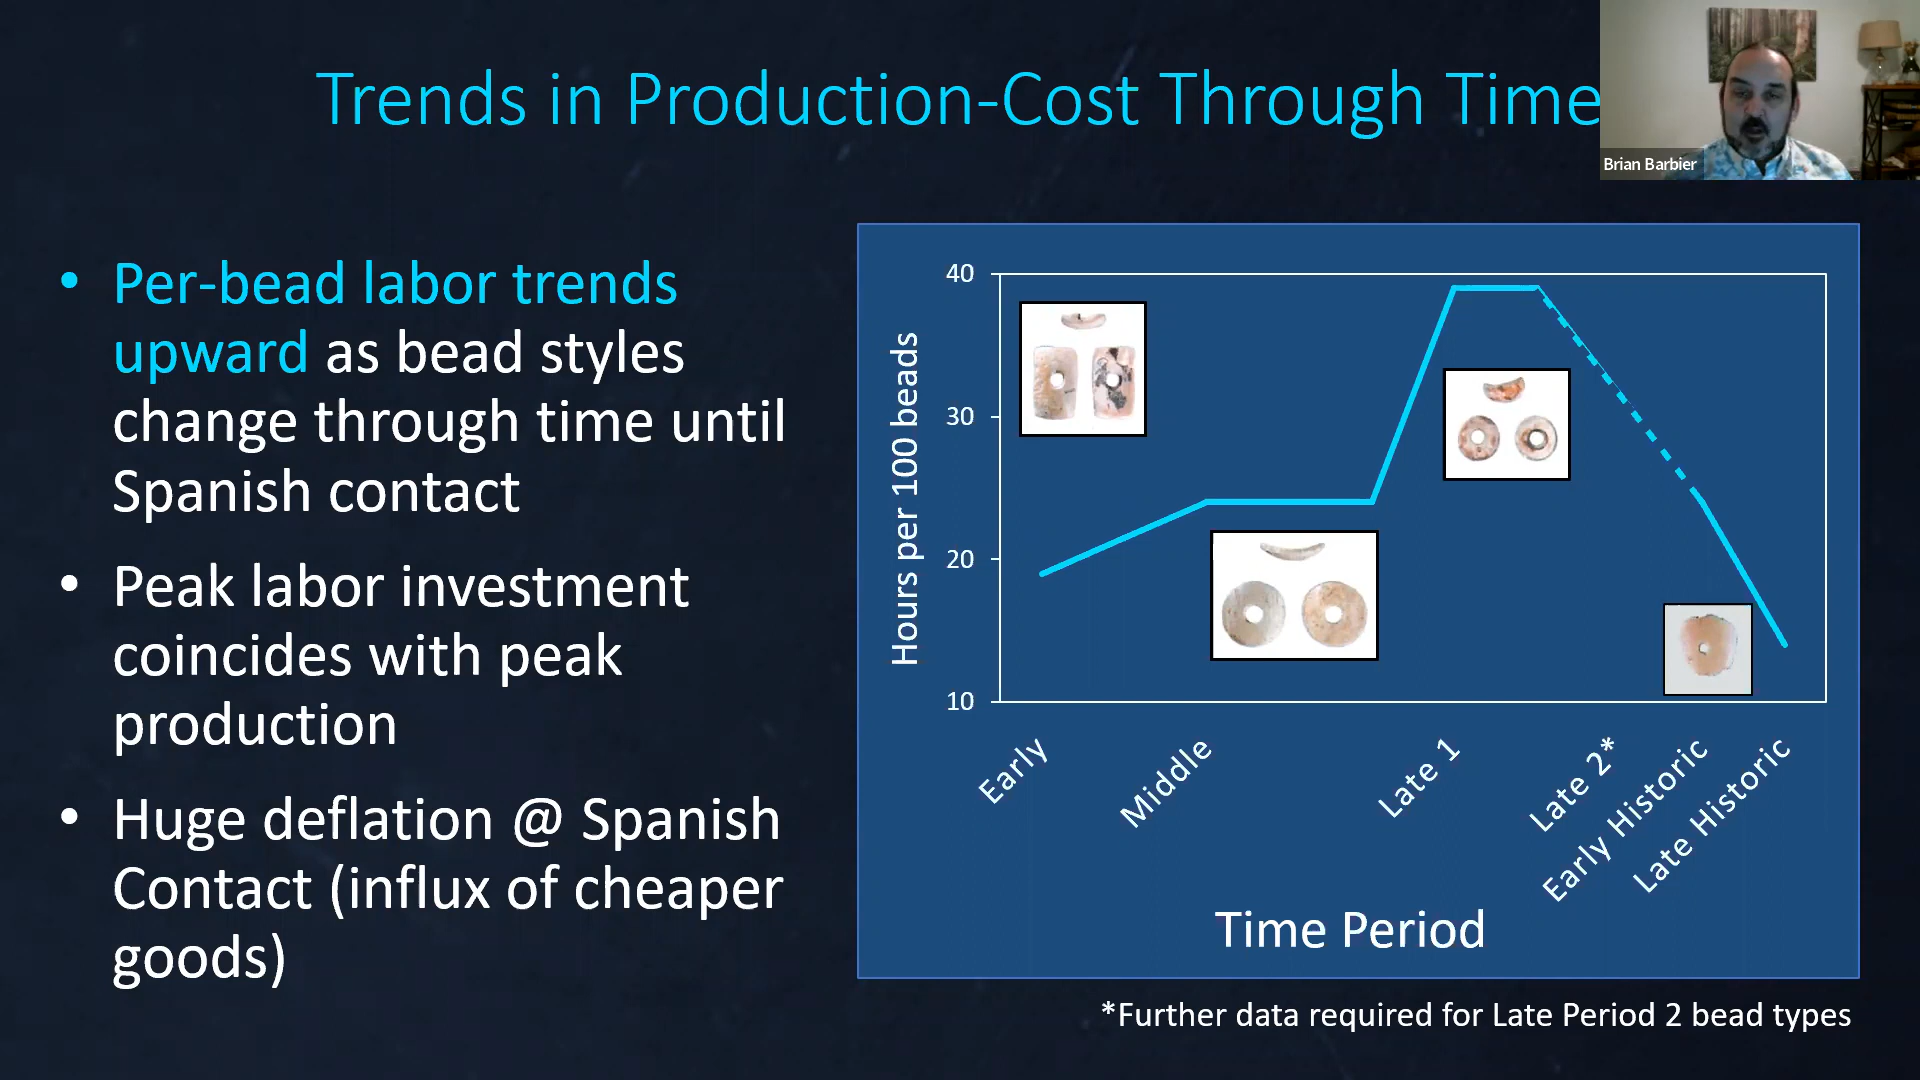 Trends in Production-Cost Through Time
Brian Barbier
• Per-bead labor trends
upward as bead styles
change through time until
Spanish contact
• Peak labor investment
coincides with peak
production
• Huge deflation @ Spanish
Contact (influx of cheaper
goods)
Hours per 100 beads
40
30
20
10
Early
Middle
Late 1
Late 2*
Early Historic
Late Historic
Time Period
*Further data required for Late Period 2 bead types